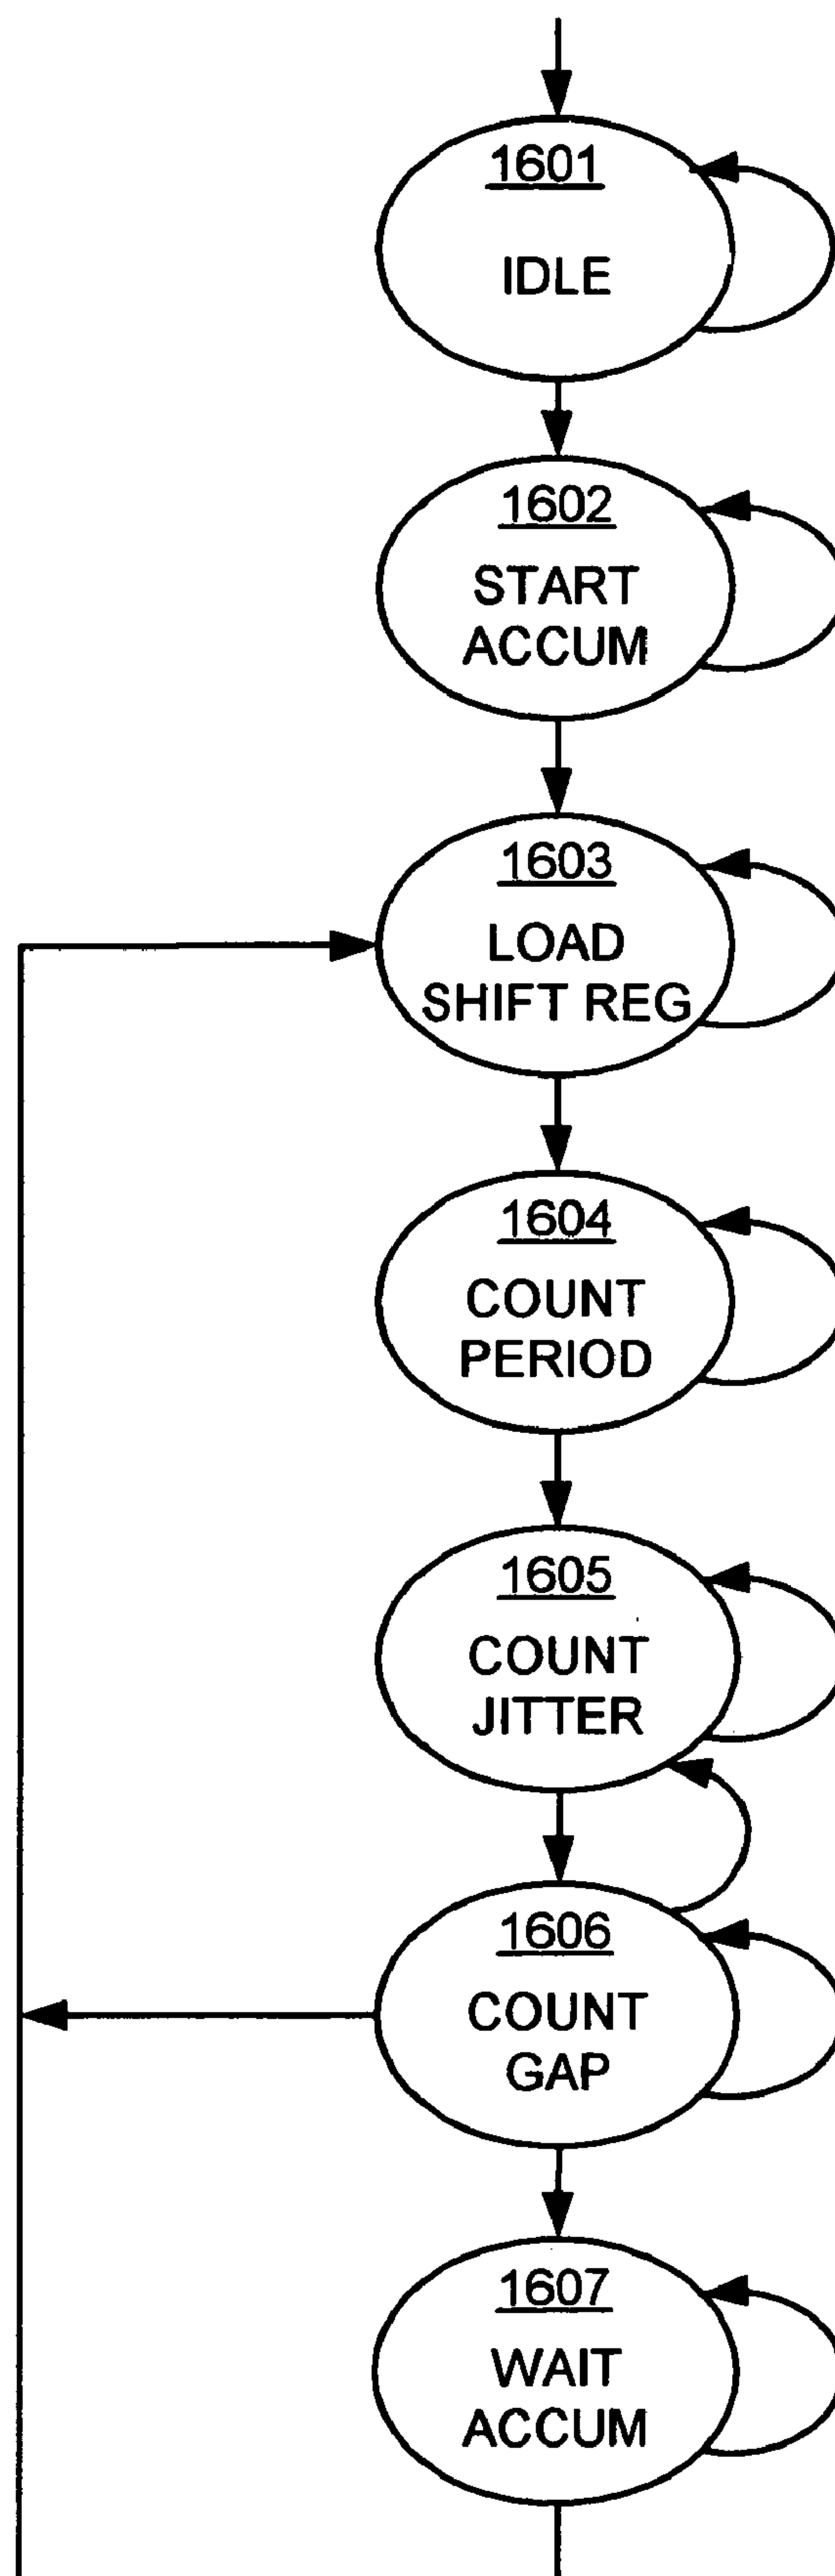 1601
IDLE
1602
START
ACCUM
1603
LOAD
SHIFT REG
1604
COUNT
PERIOD
1605
COUNT
JITTER
1606
COUNT
GAP
1607
WAIT
ACCUM